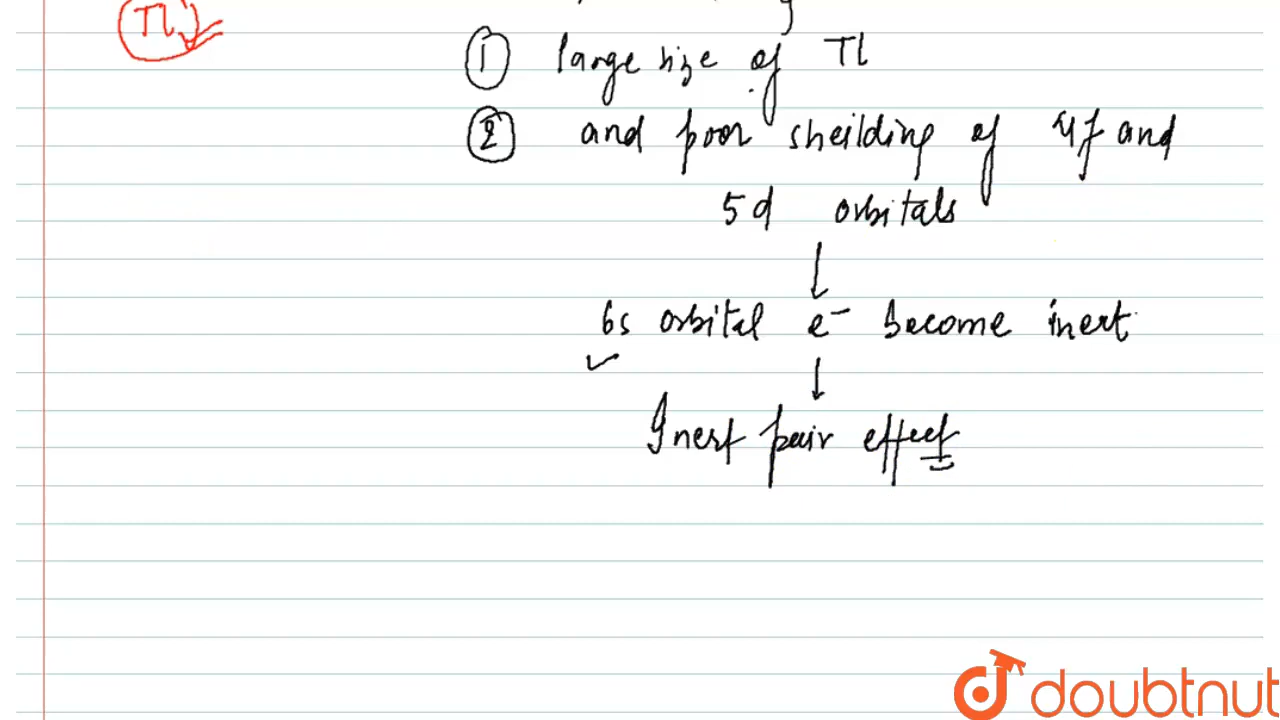 Tl
① large size of Tl
② and poor sheilding of 4f and
5d orbitals
↓
6s orbital e⁻ become inert
↓
Inert pair effect
doubtnut